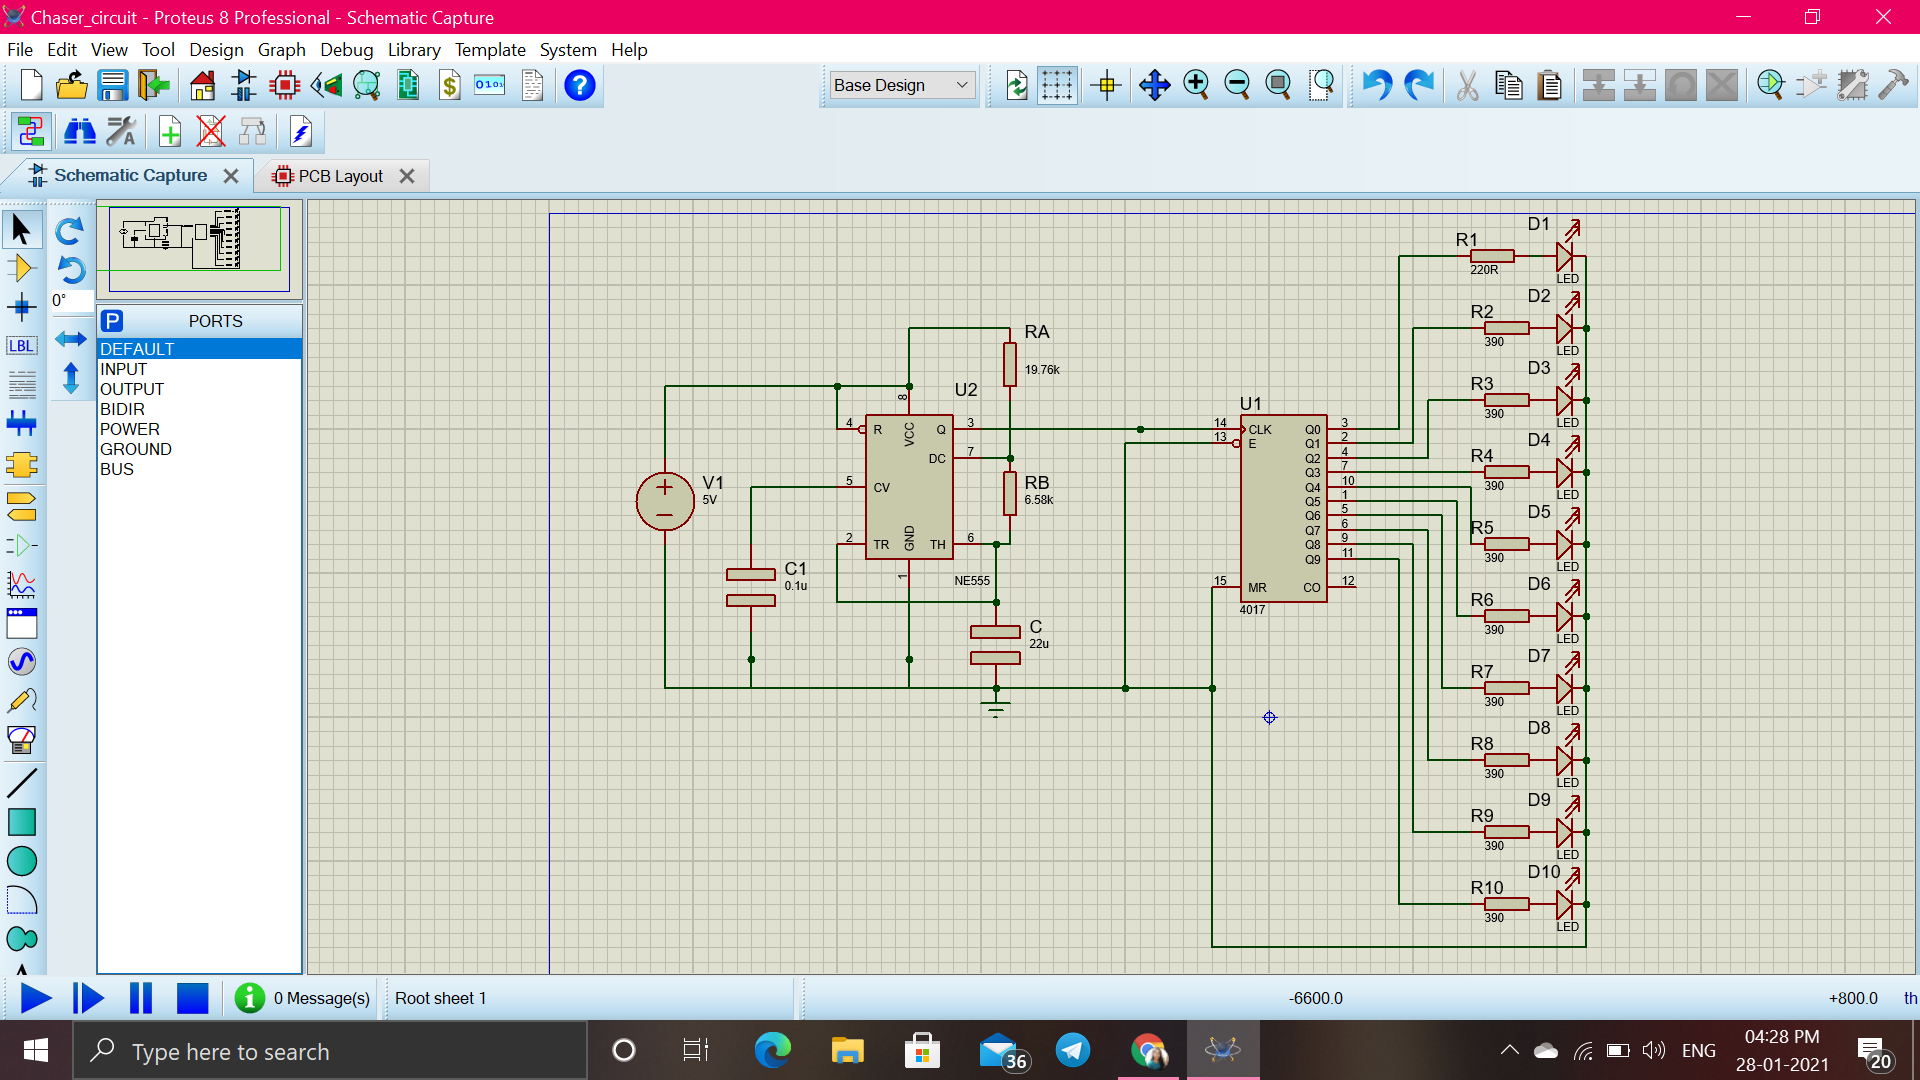 Chaser_circuit - Proteus 8 Professional - Schematic Capture
File Edit View Tool Design Graph Debug Library Template System Help
Base Design
Schematic Capture
PCB Layout
0°
LBL
P PORTS
DEFAULT
INPUT
OUTPUT
BIDIR
POWER
GROUND
BUS
V1
5V
C1
0.1u
U2
NE555
4 R
8 VCC
Q 3
DC 7
5 CV
2 TR
GND 1
TH 6
RA
19.76k
RB
6.58k
C
22u
U1
4017
14 CLK
13 E
15 MR
Q0 3
Q1 2
Q2 4
Q3 7
Q4 10
Q5 1
Q6 5
Q7 6
Q8 9
Q9 11
CO 12
R1
220R
D1
LED
R2
390
D2
LED
R3
390
D3
LED
R4
390
D4
LED
R5
390
D5
LED
R6
390
D6
LED
R7
390
D7
LED
R8
390
D8
LED
R9
390
D9
LED
R10
390
D10
LED
0 Message(s)
Root sheet 1
-6600.0
+800.0
th
Type here to search
36
ENG
04:28 PM
28-01-2021
20